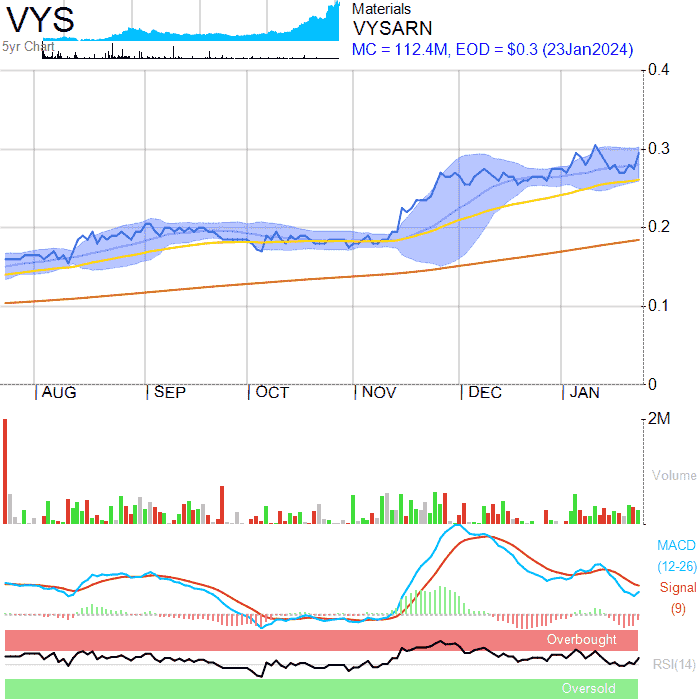 VYS
5yr Chart
Materials
VYSARN
MC = 112.4M, EOD = $0.3 (23Jan2024)
0.4
0.3
0.2
0.1
0
AUG SEP OCT NOV DEC JAN
2M
Volume
MACD
(12-26)
Signal
(9)
Overbought
RSI(14)
Oversold